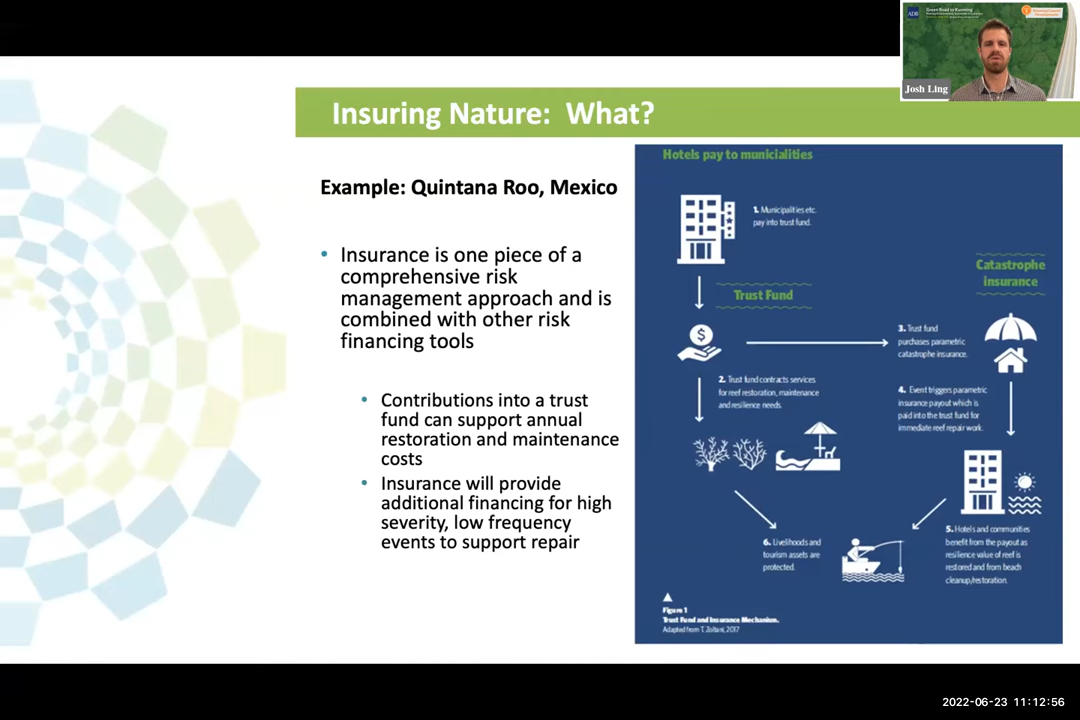 ADB
Green Road to Kunming
Josh Ling
Insuring Nature: What?
Example: Quintana Roo, Mexico
• Insurance is one piece of a
comprehensive risk
management approach and is
combined with other risk
financing tools
• Contributions into a trust
fund can support annual
restoration and maintenance
costs
• Insurance will provide
additional financing for high
severity, low frequency
events to support repair
Hotels pay to municialities
1. Municipalities etc.
pay into trust fund.
Trust Fund
Catastrophe
insurance
$
3. Trust fund
purchases parametric
catastrophe insurance.
2. Trust fund contracts services
for reef restoration, maintenance
and resilience needs.
4. Event triggers parametric
insurance payout which is
paid into the trust fund for
immediate reef repair work.
5. Hotels and communities
benefit from the payout as
resilience value of reef is
restored and from beach
cleanup/restoration.
6. Livelihoods and
tourism assets are
protected.
Figure 1
Trust Fund and Insurance Mechanism.
Adapted from T. Zoltani, 2017
2022-06-23 11:12:56